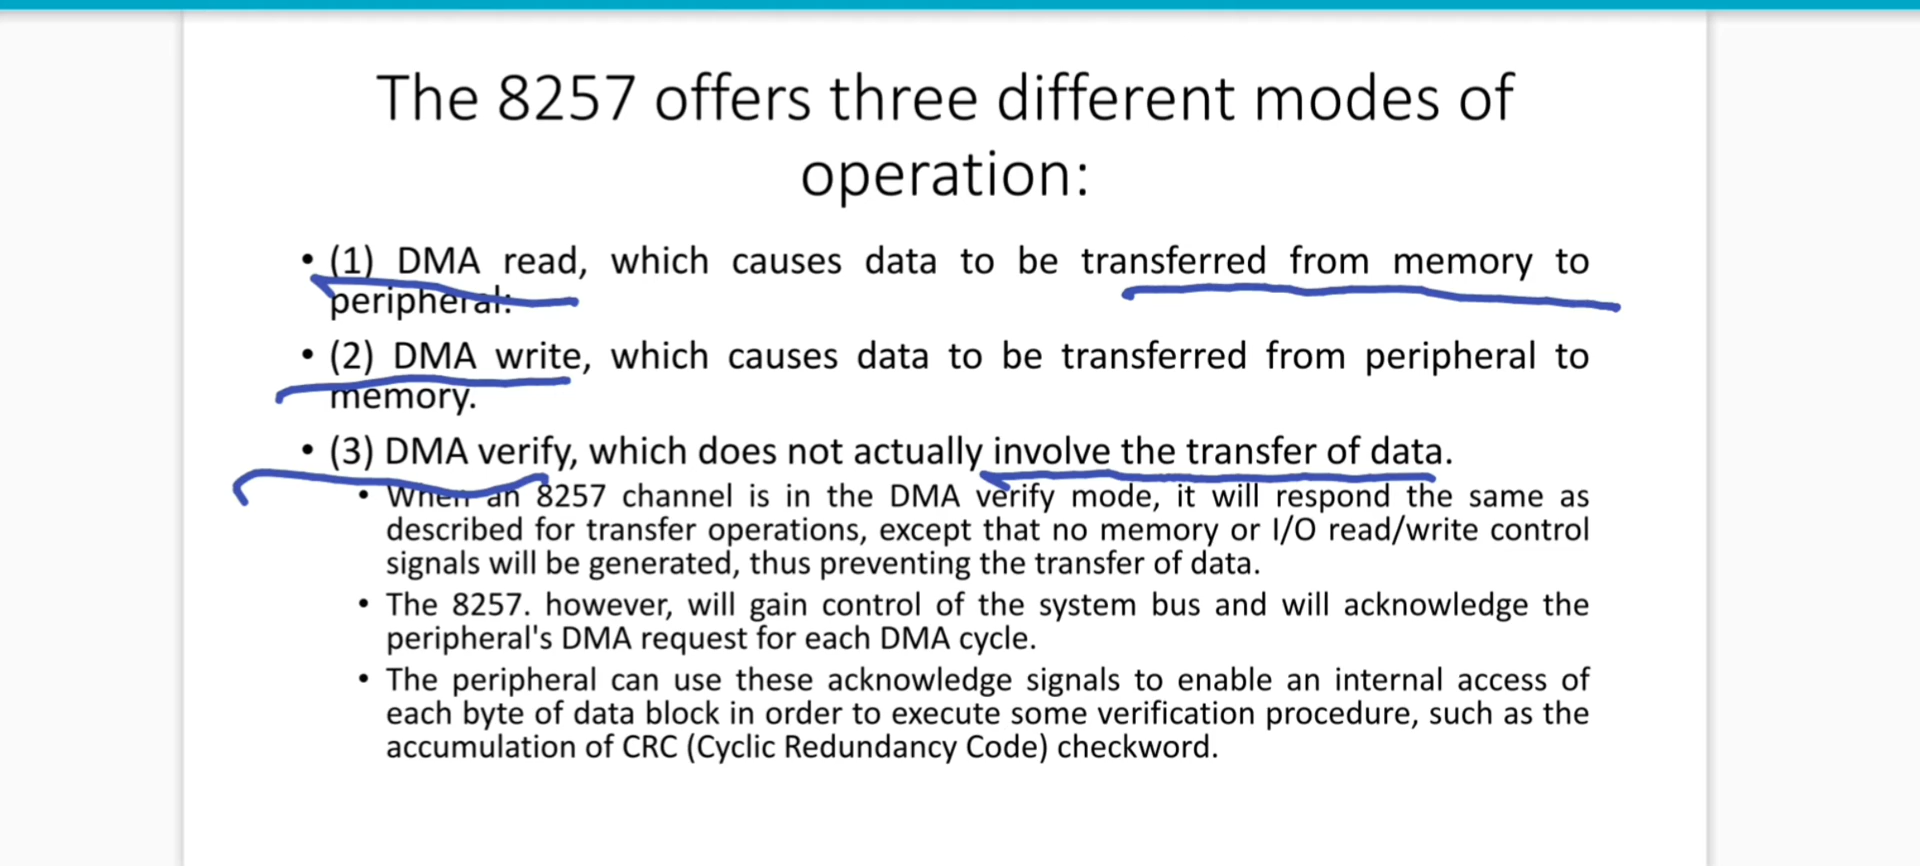 The 8257 offers three different modes of
operation:
• (1) DMA read, which causes data to be transferred from memory to
peripheral.
• (2) DMA write, which causes data to be transferred from peripheral to
memory.
• (3) DMA verify, which does not actually involve the transfer of data.
• When an 8257 channel is in the DMA verify mode, it will respond the same as
described for transfer operations, except that no memory or I/O read/write control
signals will be generated, thus preventing the transfer of data.
• The 8257. however, will gain control of the system bus and will acknowledge the
peripheral's DMA request for each DMA cycle.
• The peripheral can use these acknowledge signals to enable an internal access of
each byte of data block in order to execute some verification procedure, such as the
accumulation of CRC (Cyclic Redundancy Code) checkword.